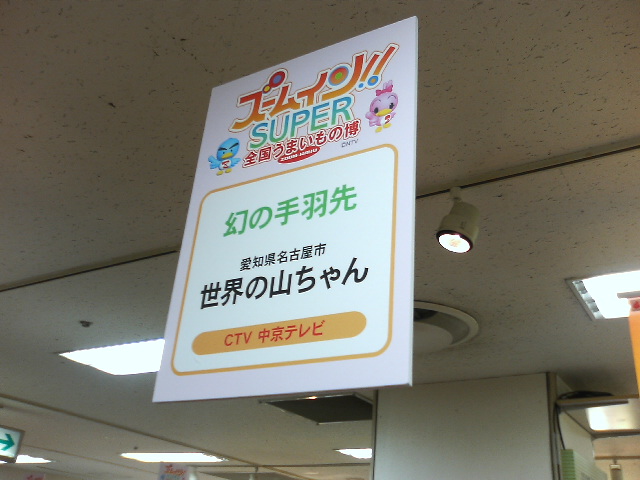 ズームイン!!
SUPER
全国うまいもの博
©NTV
幻の手羽先
愛知県名古屋市
世界の山ちゃん
CTV 中京テレビ